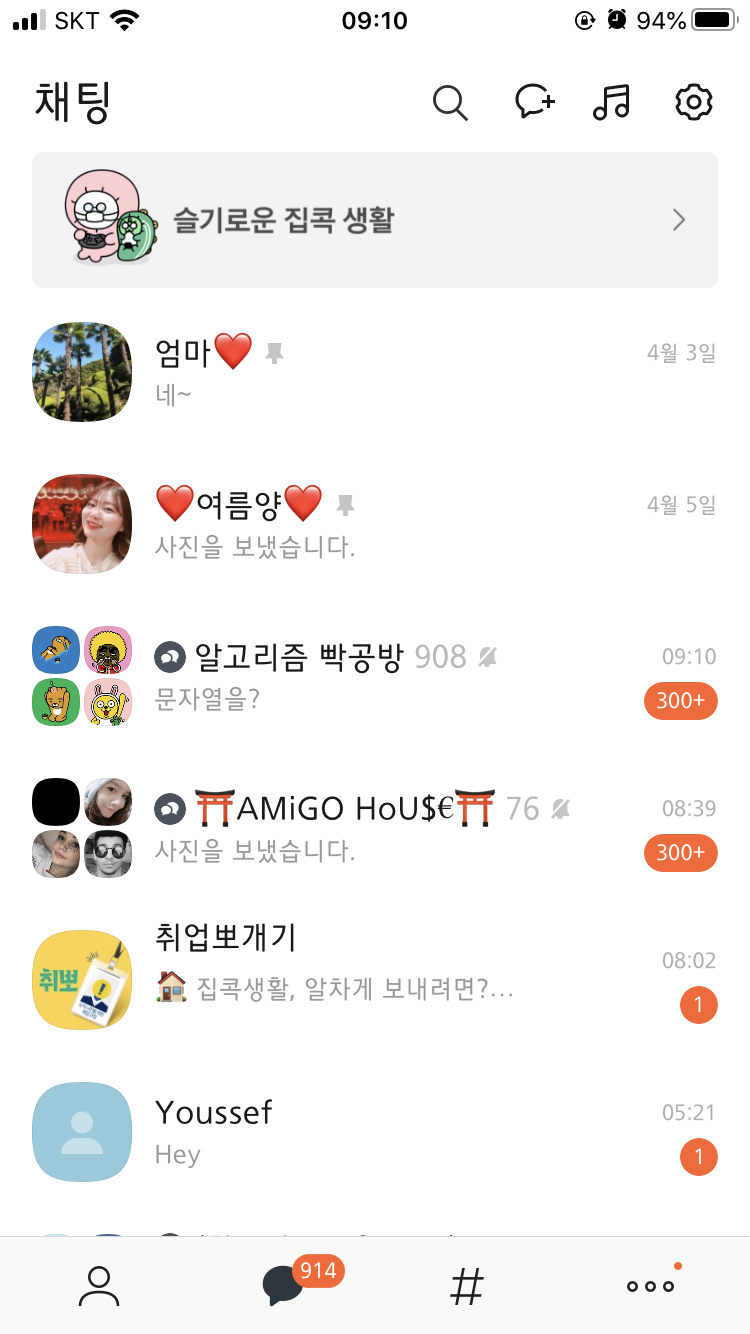 SKT 09:10 94%
채팅
슬기로운 집콕 생활
엄마❤️ 4월 3일
네~
❤️여름양❤️ 4월 5일
사진을 보냈습니다.
알고리즘 빡공방 908 09:10
문자열을? 300+
⛩️AMiGO HoU$€⛩️ 76 08:39
사진을 보냈습니다. 300+
취업뽀개기 08:02
취뽀
🏠 집콕생활, 알차게 보내려면?... 1
Youssef 05:21
Hey 1
914